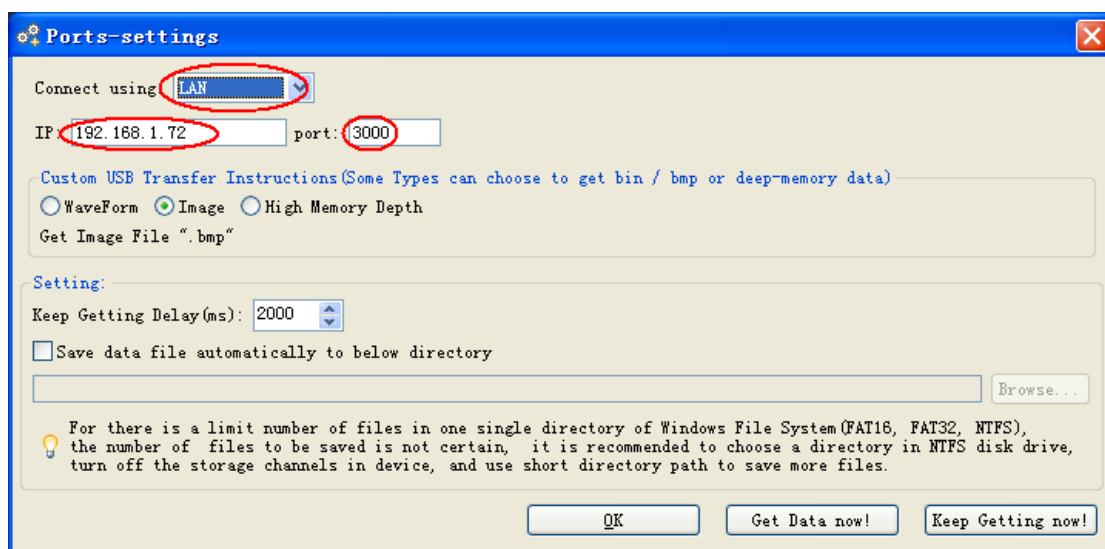 Ports-settings
Connect using: LAN
IP: 192.168.1.72 port: 3000
Custom USB Transfer Instructions(Some Types can choose to get bin / bmp or deep-memory data)
WaveForm Image High Memory Depth
Get Image File ".bmp"
Setting:
Keep Getting Delay(ms): 2000
Save data file automatically to below directory
Browse...
For there is a limit number of files in one single directory of Windows File System(FAT16, FAT32, NTFS),
the number of files to be saved is not certain, it is recommended to choose a directory in NTFS disk drive,
turn off the storage channels in device, and use short directory path to save more files.
OK Get Data now! Keep Getting now!